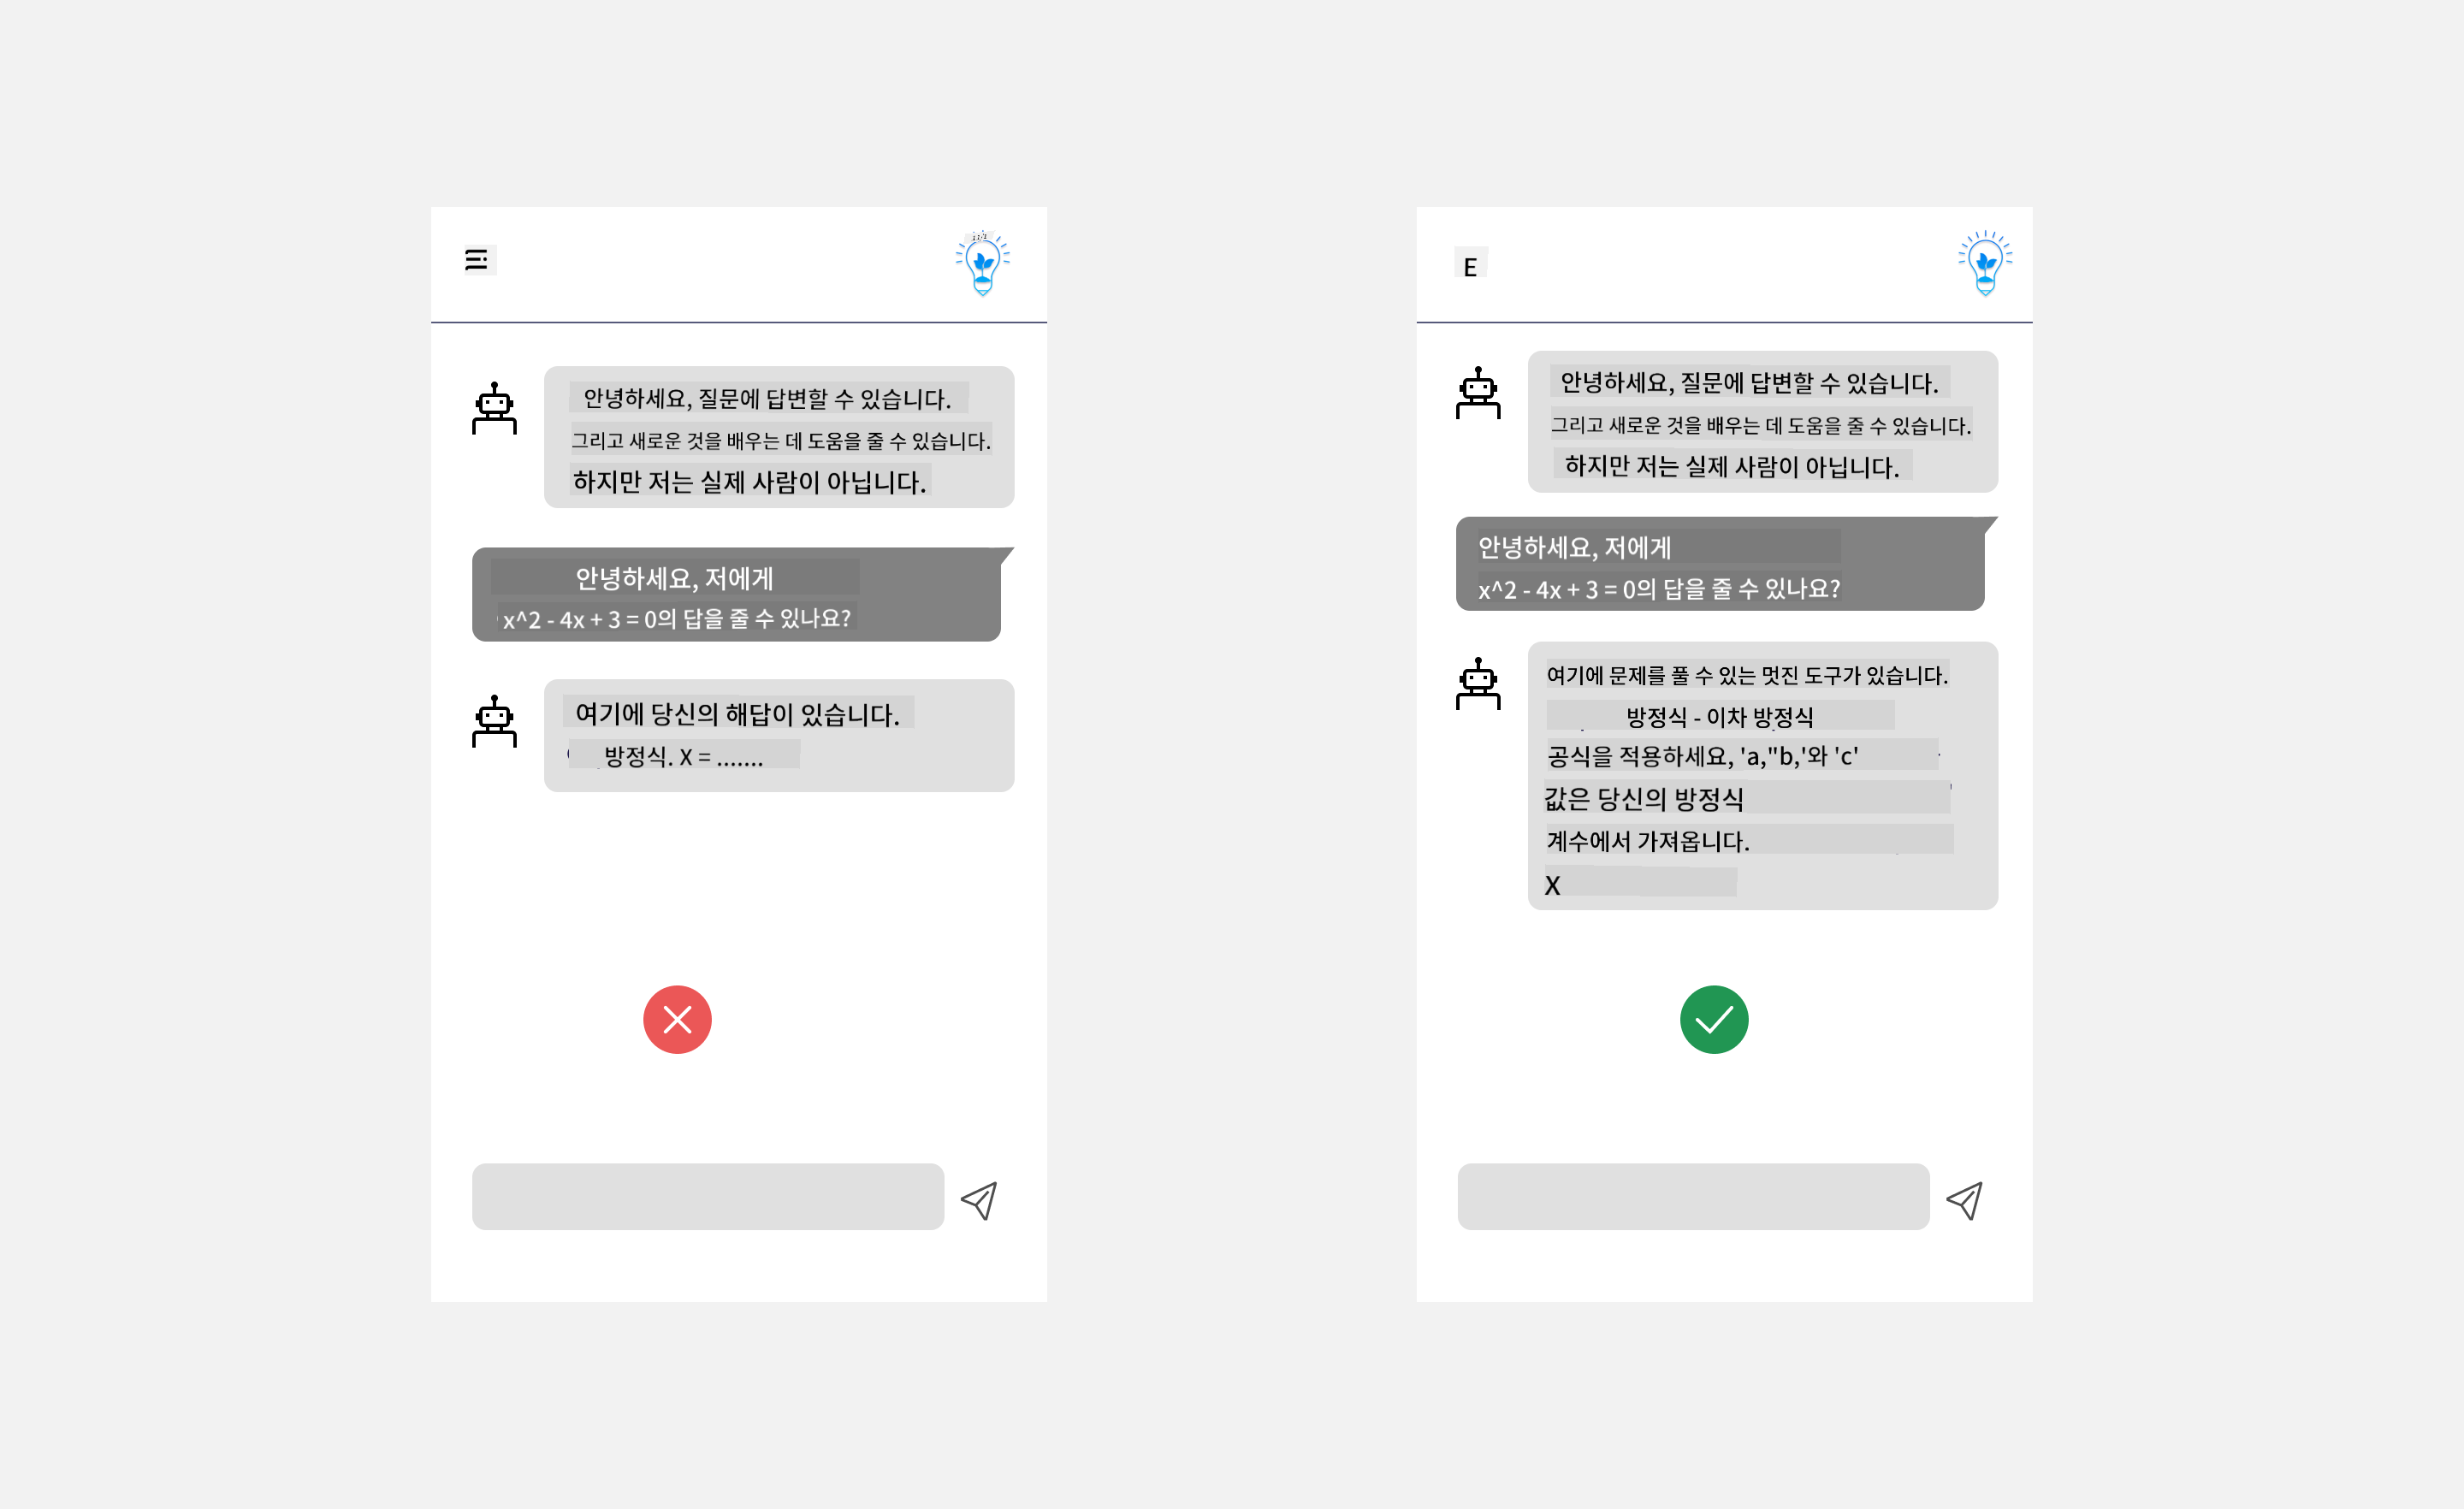 안녕하세요, 질문에 답변할 수 있습니다.
그리고 새로운 것을 배우는 데 도움을 줄 수 있습니다.
하지만 저는 실제 사람이 아닙니다.
안녕하세요, 저에게
x^2 - 4x + 3 = 0의 답을 줄 수 있나요?
여기에 당신의 해답이 있습니다.
방정식. X = .......
E
안녕하세요, 질문에 답변할 수 있습니다.
그리고 새로운 것을 배우는 데 도움을 줄 수 있습니다.
하지만 저는 실제 사람이 아닙니다.
안녕하세요, 저에게
x^2 - 4x + 3 = 0의 답을 줄 수 있나요?
여기에 문제를 풀 수 있는 멋진 도구가 있습니다.
방정식 - 이차 방정식
공식을 적용하세요, 'a,"b,'와 'c'
값은 당신의 방정식
계수에서 가져옵니다.
X